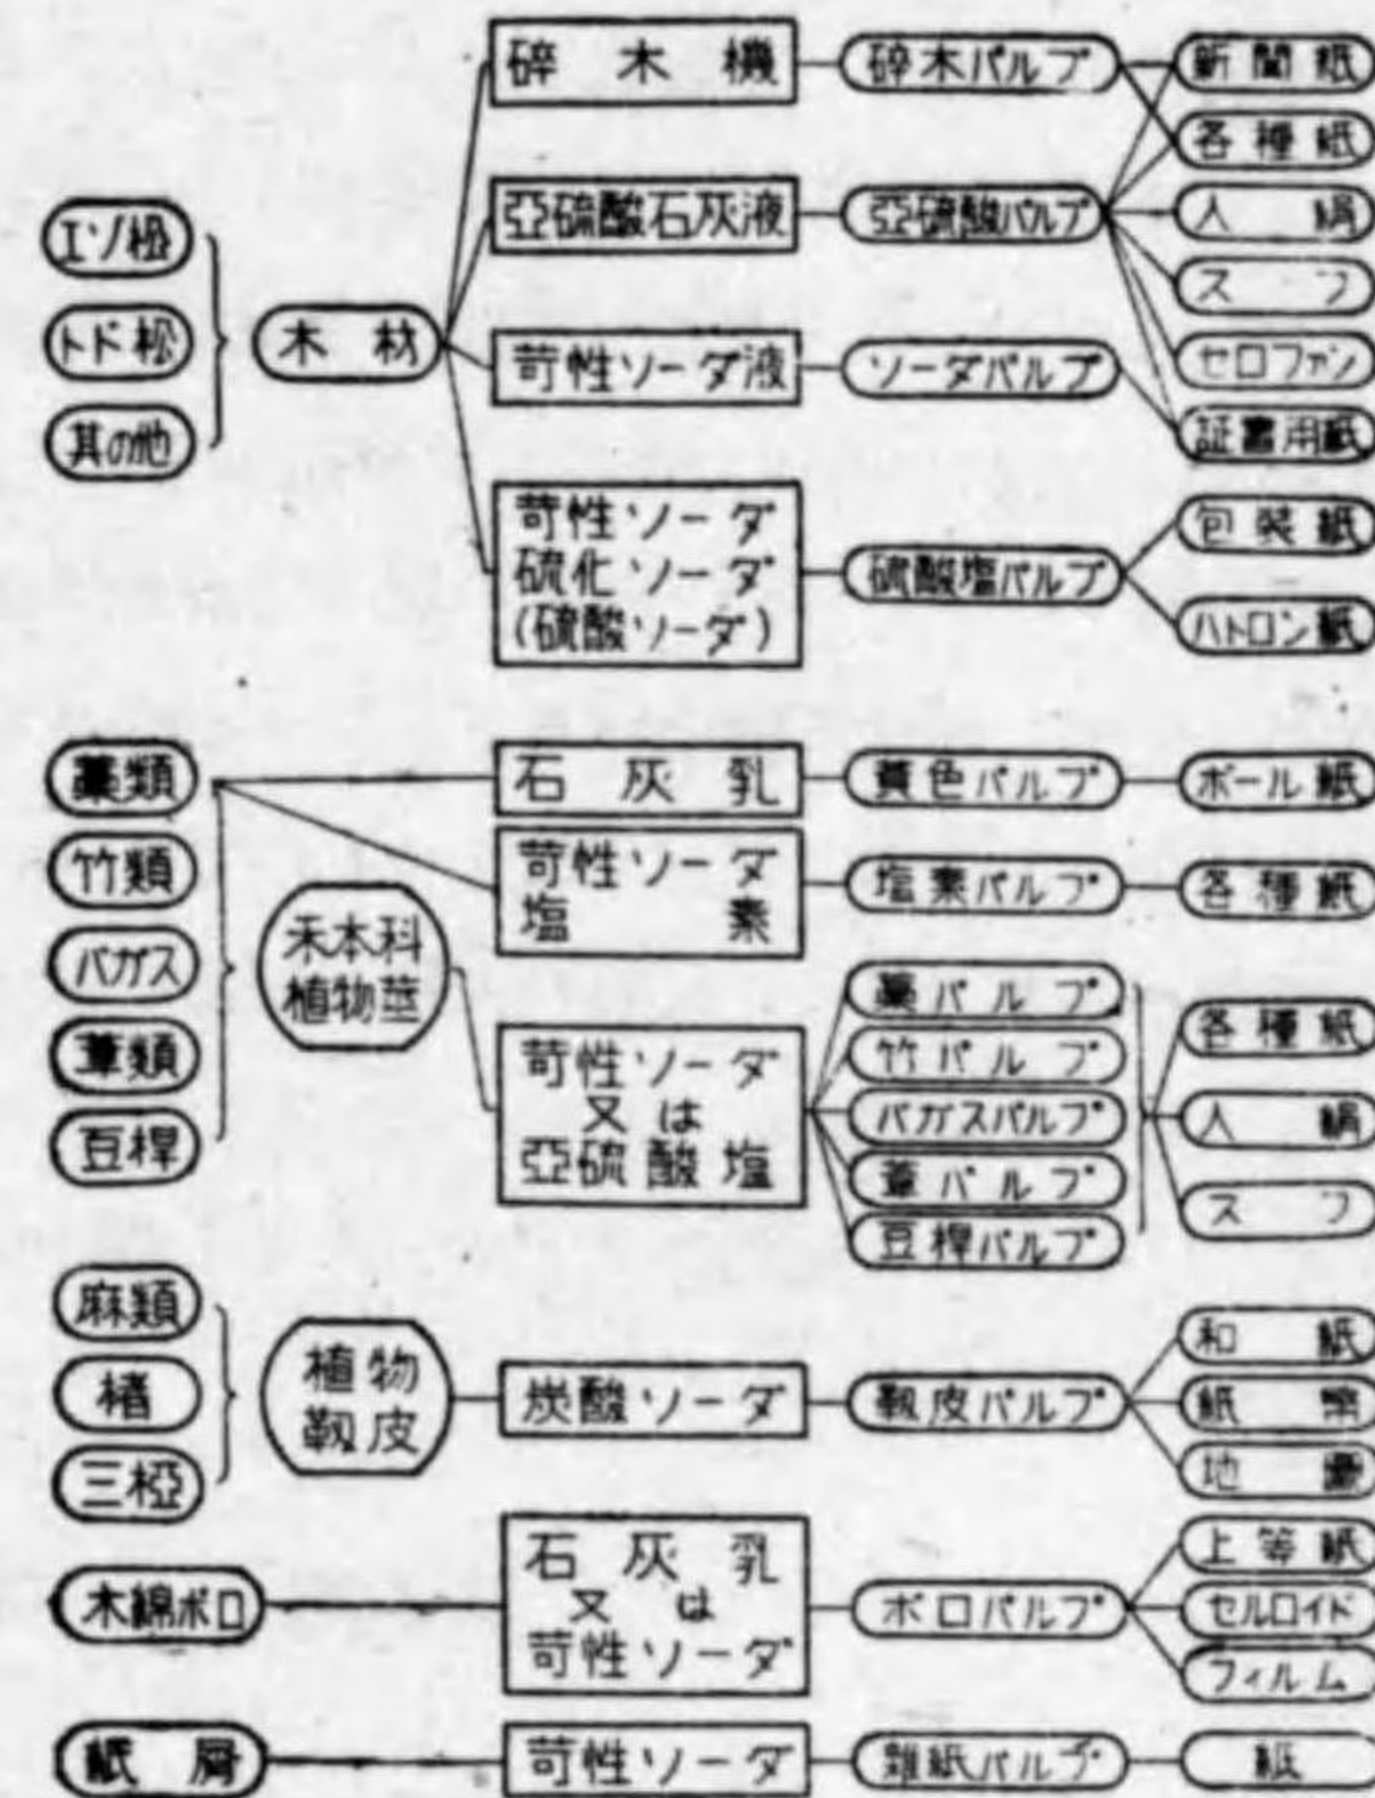 エゾ松
トド松
其の他
木材
碎木機
亞硫酸石灰液
苛性ソーダ液
苛性ソーダ
硫化ソーダ
(硫酸ソーダ)
碎木パルプ
亞硫酸パルプ
ソーダパルプ
硫酸塩パルプ
新聞紙
各種紙
人絹
スフ
セロファン
証書用紙
包装紙
ハトロン紙
藁類
竹類
バガス
葦類
豆桿
禾本科
植物莖
石灰乳
苛性ソーダ
塩素
苛性ソーダ
又は
亞硫酸塩
黄色パルプ
塩素パルプ
藁パルプ
竹パルプ
バガスパルプ
葦パルプ
豆桿パルプ
ボール紙
各種紙
各種紙
人絹
スフ
麻類
楮
三椏
植物
靱皮
炭酸ソーダ
靱皮パルプ
和紙
紙幣
地圖
木綿ボロ
石灰乳
又は
苛性ソーダ
ボロパルプ
上等紙
セルロイド
フィルム
紙屑
苛性ソーダ
雑紙パルプ
紙